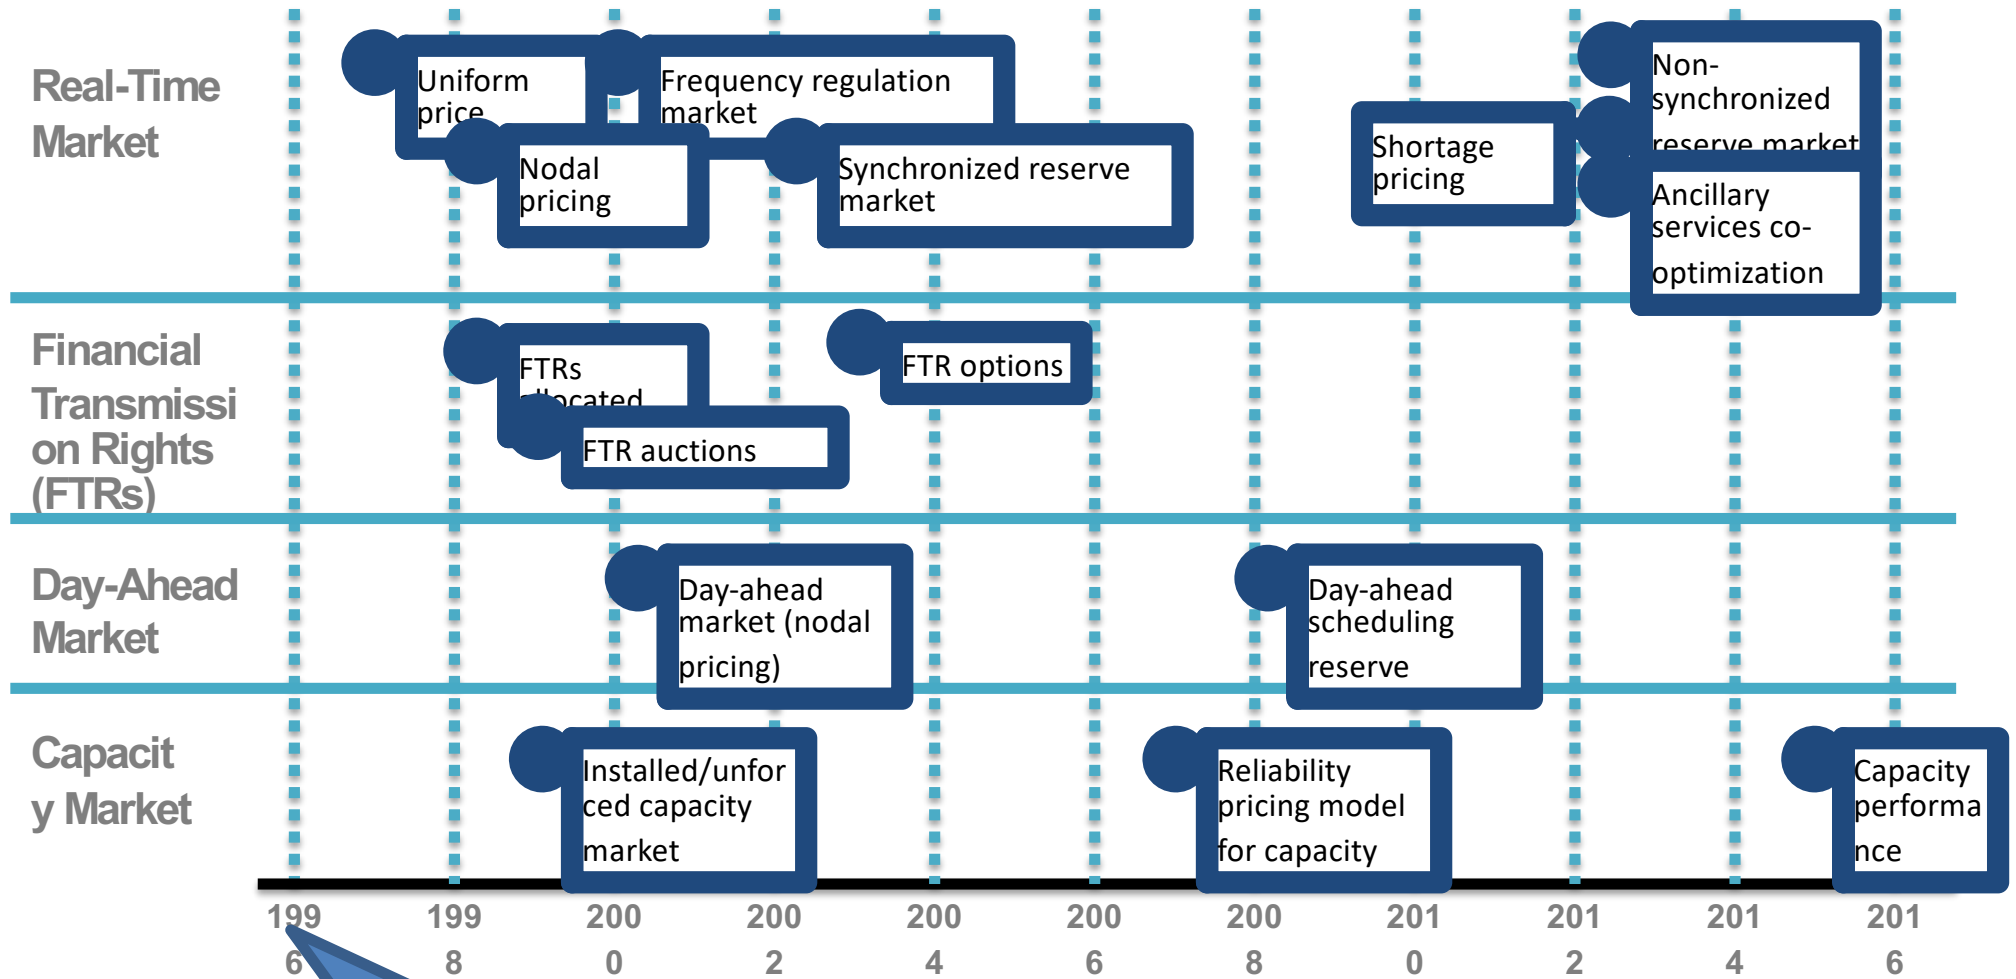 Real-Time
Market
Uniform
price
Frequency regulation
market
Nodal
pricing
Synchronized reserve
market
Shortage
pricing
Non-
synchronized
reserve market
Ancillary
services co-
optimization
Financial
Transmissi
on Rights
(FTRs)
FTRs
allocated
FTR auctions
FTR options
Day-Ahead
Market
Day-ahead
market (nodal
pricing)
Day-ahead
scheduling
reserve
Capacit
y Market
Installed/unfor
ced capacity
market
Reliability
pricing model
for capacity
Capacity
performa
nce
199 199 200 200 200 200 200 201 201 201 201
6 8 0 2 4 6 8 0 2 4 6